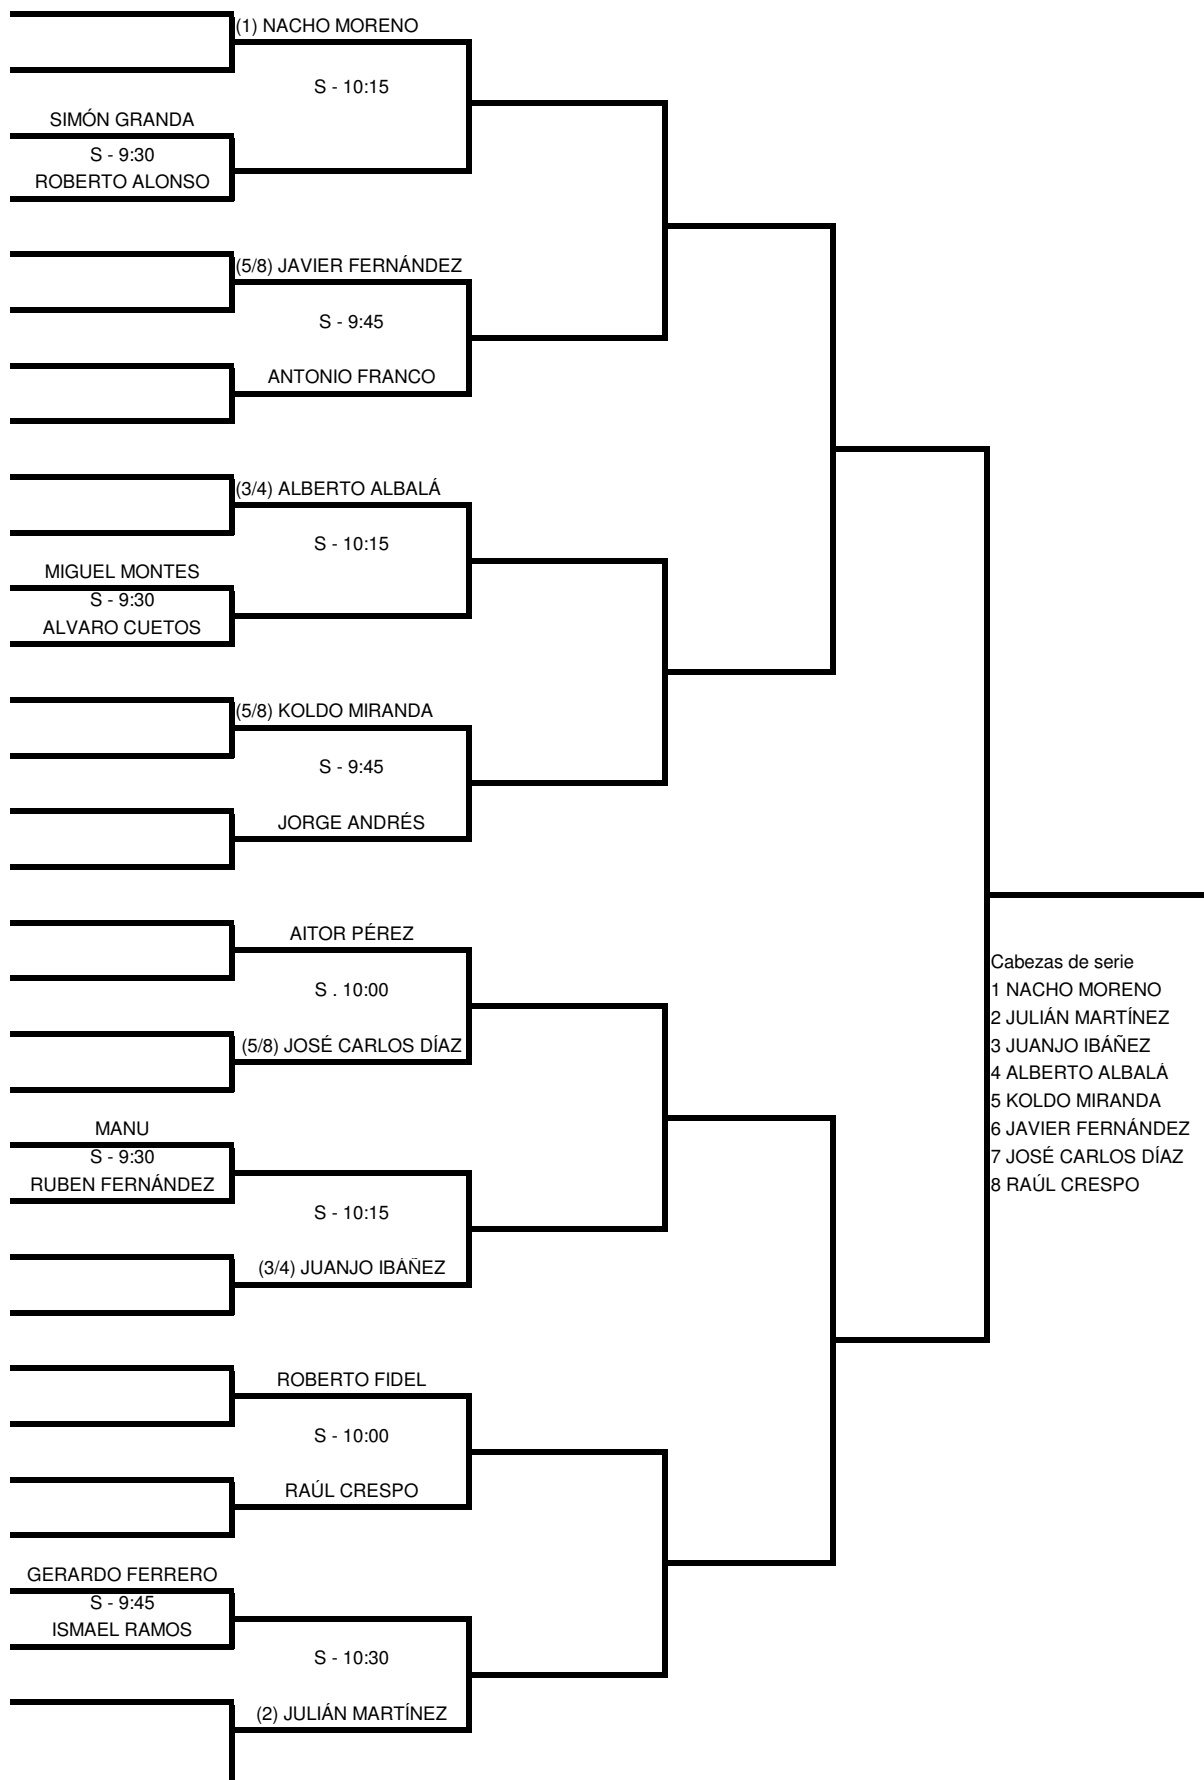 (1) NACHO MORENO
S - 10:15
SIMÓN GRANDA
S - 9:30
ROBERTO ALONSO
(5/8) JAVIER FERNÁNDEZ
S - 9:45
ANTONIO FRANCO
(3/4) ALBERTO ALBALÁ
S - 10:15
MIGUEL MONTES
S - 9:30
ALVARO CUETOS
(5/8) KOLDO MIRANDA
S - 9:45
JORGE ANDRÉS
AITOR PÉREZ
S . 10:00
(5/8) JOSÉ CARLOS DÍAZ
MANU
S - 9:30
RUBEN FERNÁNDEZ
S - 10:15
(3/4) JUANJO IBÁÑEZ
ROBERTO FIDEL
S - 10:00
RAÚL CRESPO
GERARDO FERRERO
S - 9:45
ISMAEL RAMOS
S - 10:30
(2) JULIÁN MARTÍNEZ
Cabezas de serie
1 NACHO MORENO
2 JULIÁN MARTÍNEZ
3 JUANJO IBÁÑEZ
4 ALBERTO ALBALÁ
5 KOLDO MIRANDA
6 JAVIER FERNÁNDEZ
7 JOSÉ CARLOS DÍAZ
8 RAÚL CRESPO